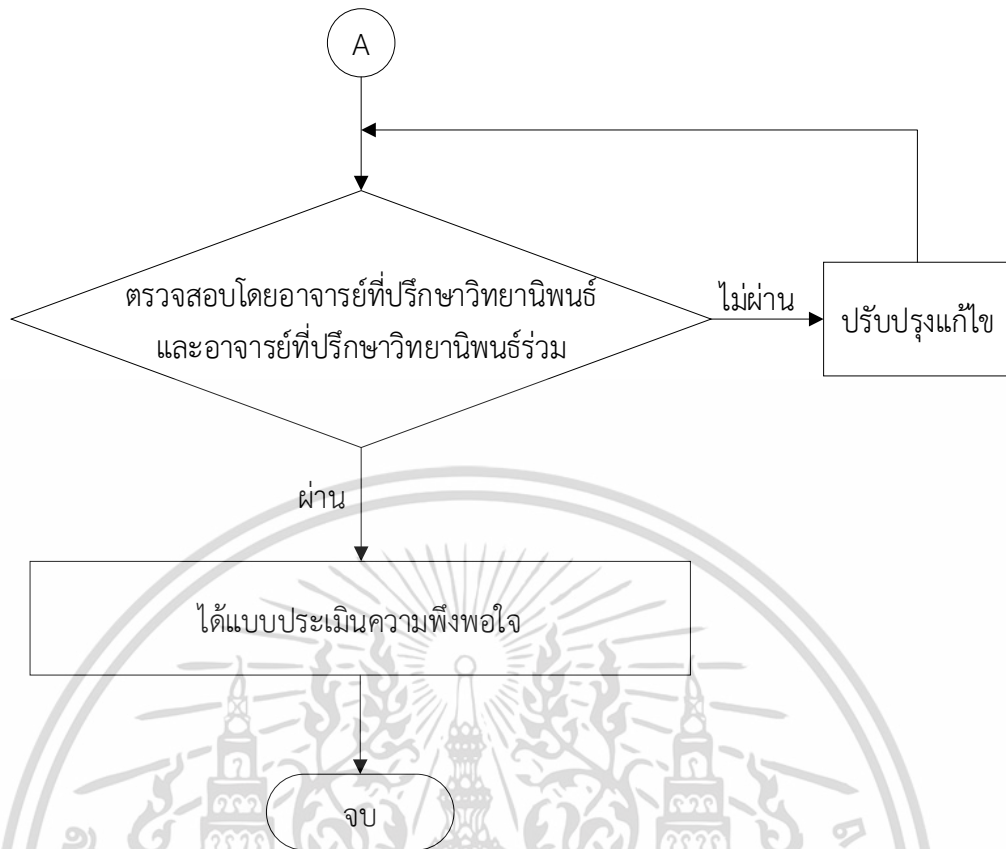 A
ตรวจสอบโดยอาจารย์ที่ปรึกษาวิทยานิพนธ์
และอาจารย์ที่ปรึกษาวิทยานิพนธ์ร่วม
ไม่ผ่าน
ปรับปรุงแก้ไข
ผ่าน
ได้แบบประเมินความพึงพอใจ
จบ